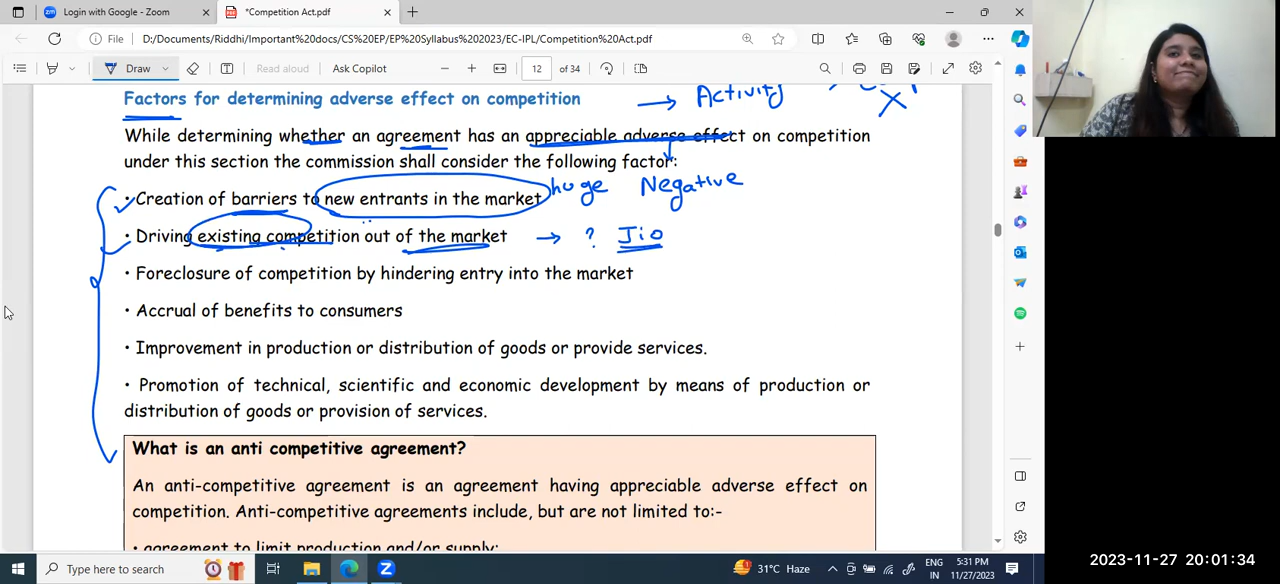 Login with Google - Zoom
*Competition Act.pdf
File D:/Documents/Riddhi/Important%20docs/CS%20EP/EP%20Syllabus%202023/EC-IPL/Competition%20Act.pdf
Draw Read aloud Ask Copilot 12 of 34
Factors for determining adverse effect on competition
Activity
While determining whether an agreement has an appreciable adverse effect on competition
under this section the commission shall consider the following factor:
huge Negative
• Creation of barriers to new entrants in the market
• Driving existing competition out of the market → ? Jio
• Foreclosure of competition by hindering entry into the market
• Accrual of benefits to consumers
• Improvement in production or distribution of goods or provide services.
• Promotion of technical, scientific and economic development by means of production or
distribution of goods or provision of services.
What is an anti competitive agreement?
An anti-competitive agreement is an agreement having appreciable adverse effect on
competition. Anti-competitive agreements include, but are not limited to:-
• agreement to limit production and/or supply;
Type here to search
31°C Haze
ENG
IN
5:31 PM
11/27/2023
2023-11-27 20:01:34